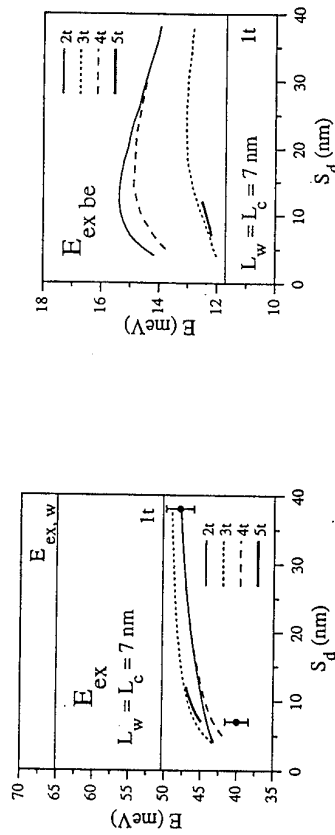 E_ex be
2t
3t
4t
5t
1t
L_w = L_c = 7 nm
E (meV)
18
16
14
12
10
0
10
20
30
40
S_d (nm)
E_ex, w
E_ex
L_w = L_c = 7 nm
1t
2t
3t
4t
5t
E (meV)
70
65
60
55
50
45
40
35
0
10
20
30
40
S_d (nm)